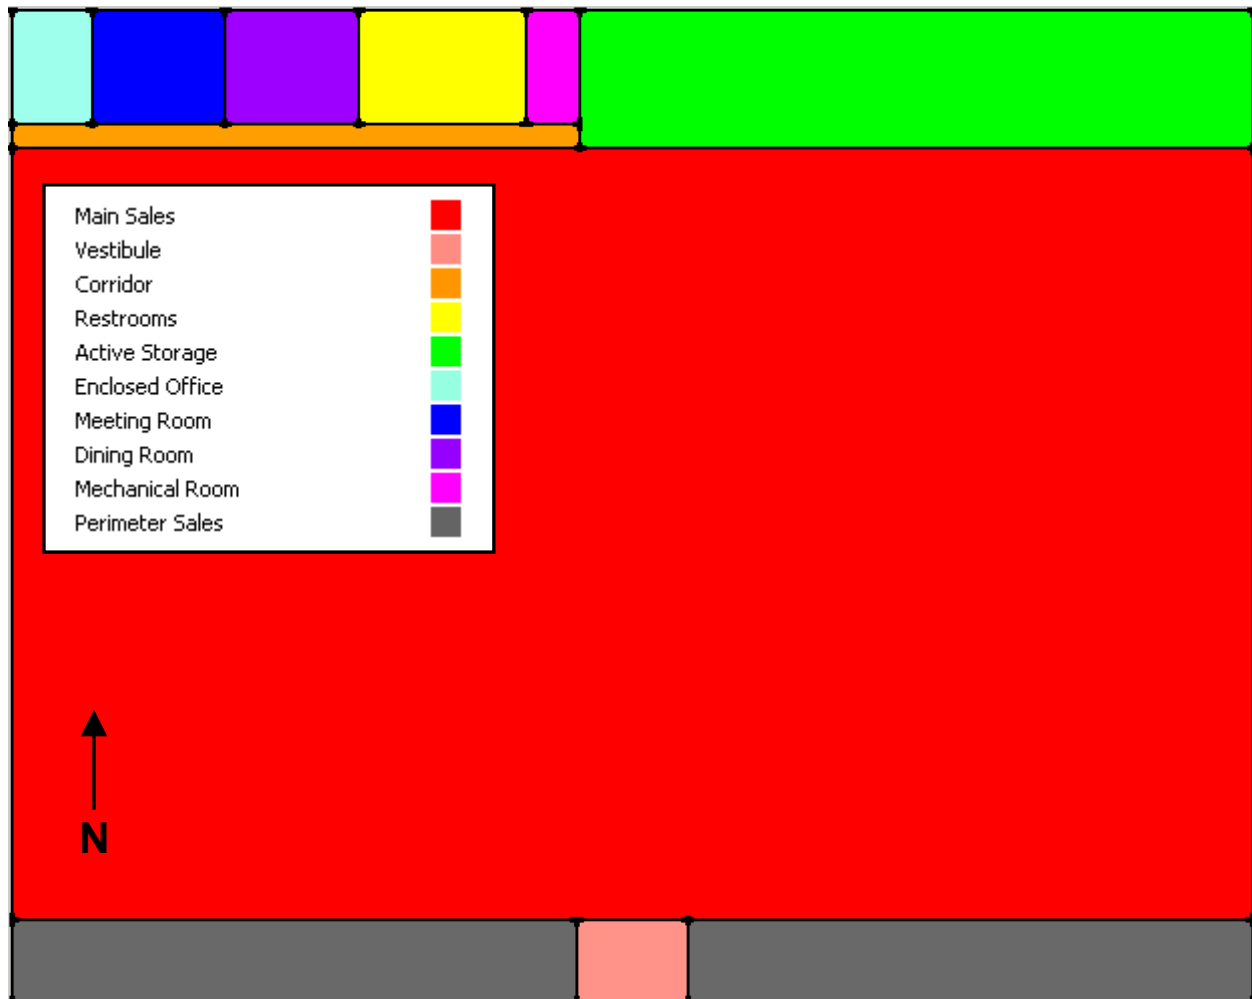 Main Sales
Vestibule
Corridor
Restrooms
Active Storage
Enclosed Office
Meeting Room
Dining Room
Mechanical Room
Perimeter Sales
N